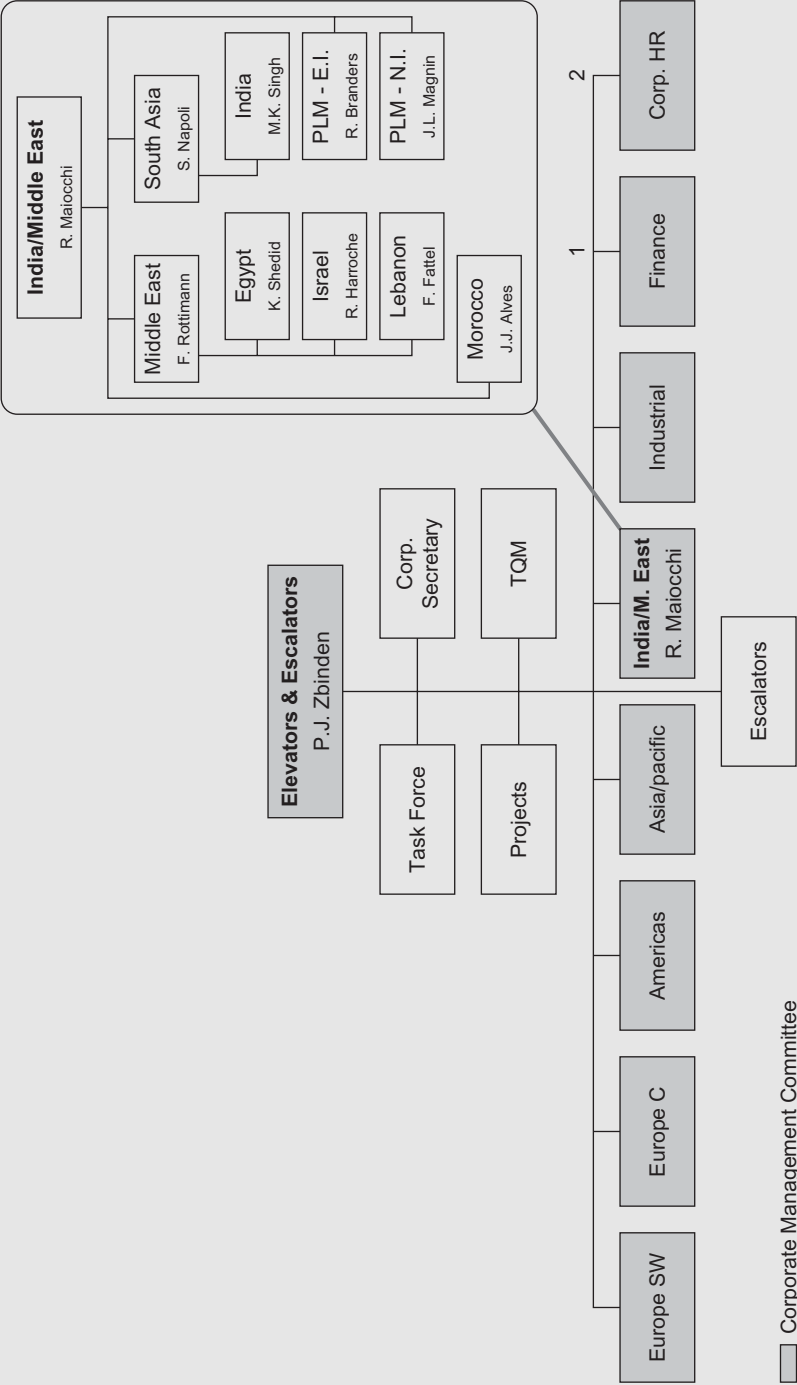 India/Middle East
R. Maiocchi
Middle East
F. Rottimann
South Asia
S. Napoli
Egypt
K. Shedid
India
M.K. Singh
Israel
R. Harroche
PLM - E.I.
R. Branders
Lebanon
F. Fattel
PLM - N.I.
J.L. Magnin
Morocco
J.J. Alves
Elevators & Escalators
P.J. Zbinden
Task Force
Corp.
Secretary
Projects
TQM
1
2
Europe SW
Europe C
Americas
Asia/pacific
India/M. East
R. Maiocchi
Industrial
Finance
Corp. HR
Escalators
Corporate Management Committee